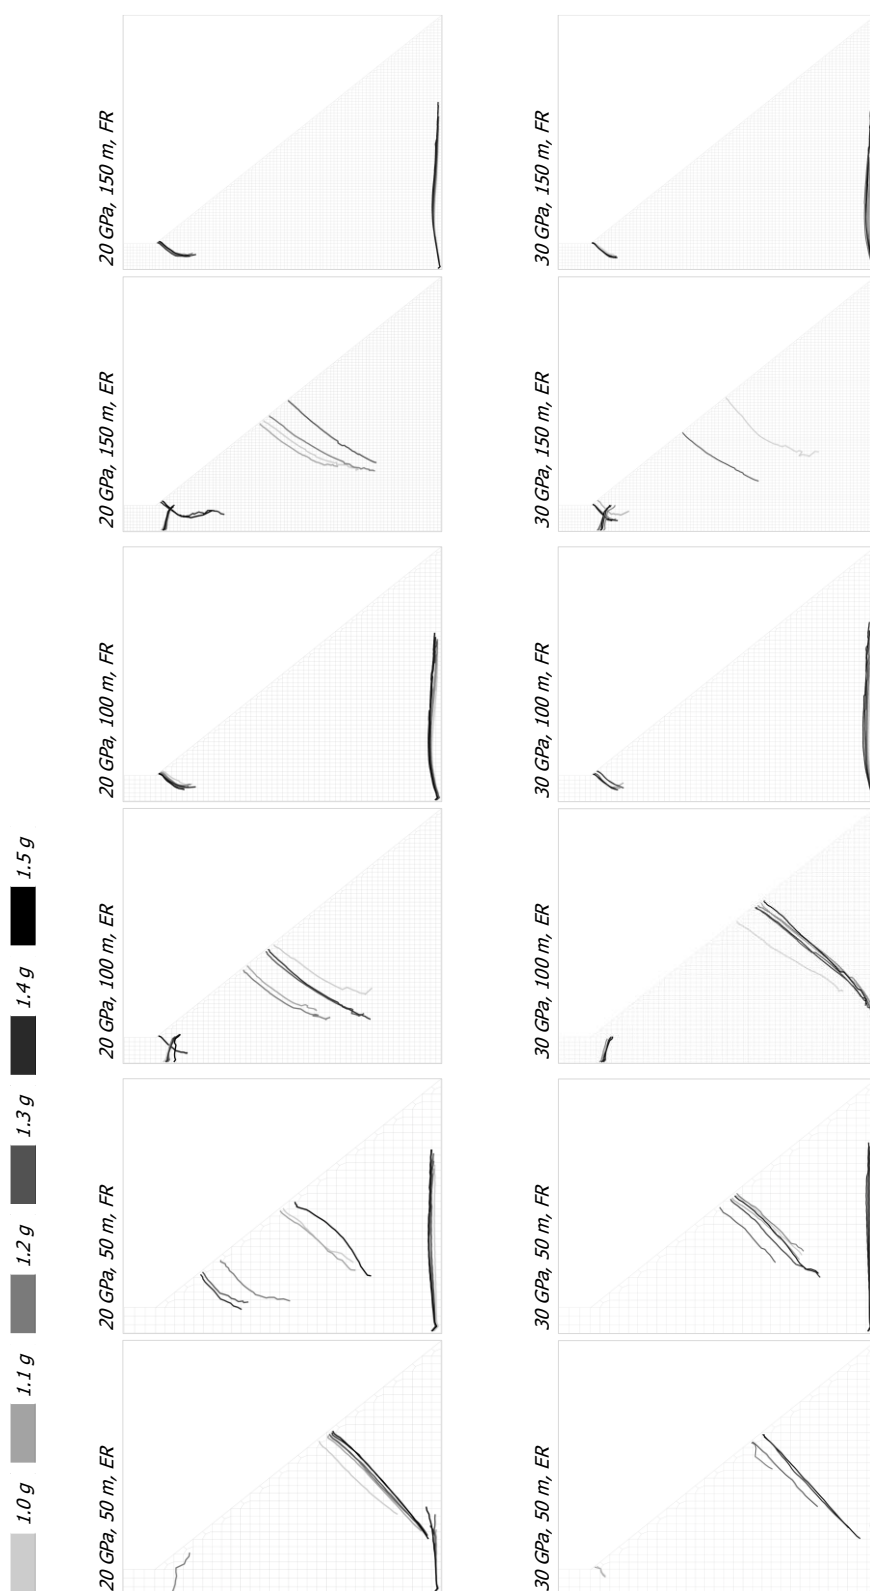 20 GPa, 150 m, FR
30 GPa, 150 m, FR
20 GPa, 150 m, ER
30 GPa, 150 m, ER
20 GPa, 100 m, FR
30 GPa, 100 m, FR
20 GPa, 100 m, ER
30 GPa, 100 m, ER
20 GPa, 50 m, FR
30 GPa, 50 m, FR
20 GPa, 50 m, ER
30 GPa, 50 m, ER
1.5 g
1.4 g
1.3 g
1.2 g
1.1 g
1.0 g